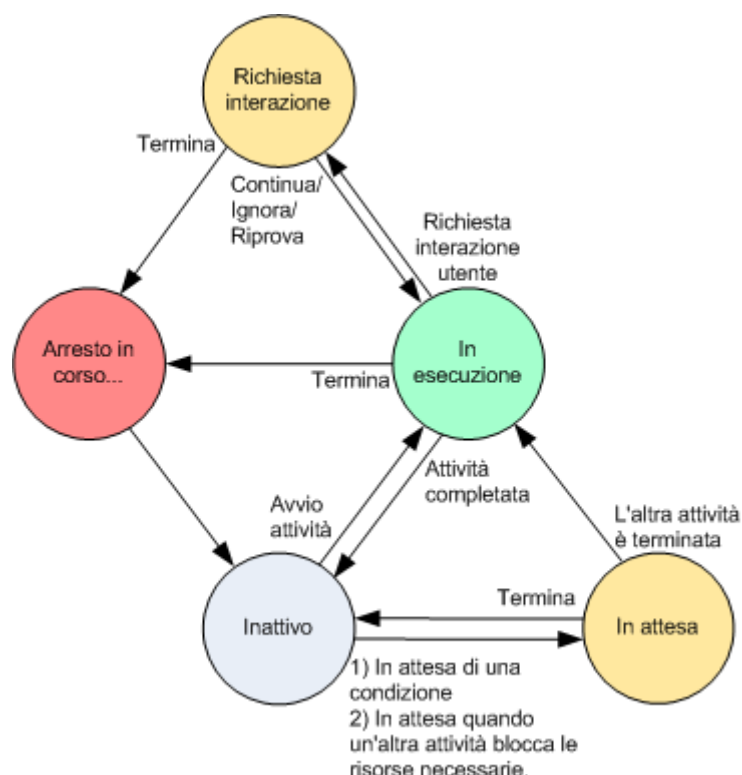 Richiesta
interazione
Termina
Continua/
Ignora/
Riprova
Richiesta
interazione
utente
Arresto in
corso...
In
esecuzione
Termina
Avvio
attività
Attività
completata
L'altra attività
è terminata
Inattivo
Termina
In attesa
1) In attesa di una
condizione
2) In attesa quando
un'altra attività blocca le
risorse necessarie.